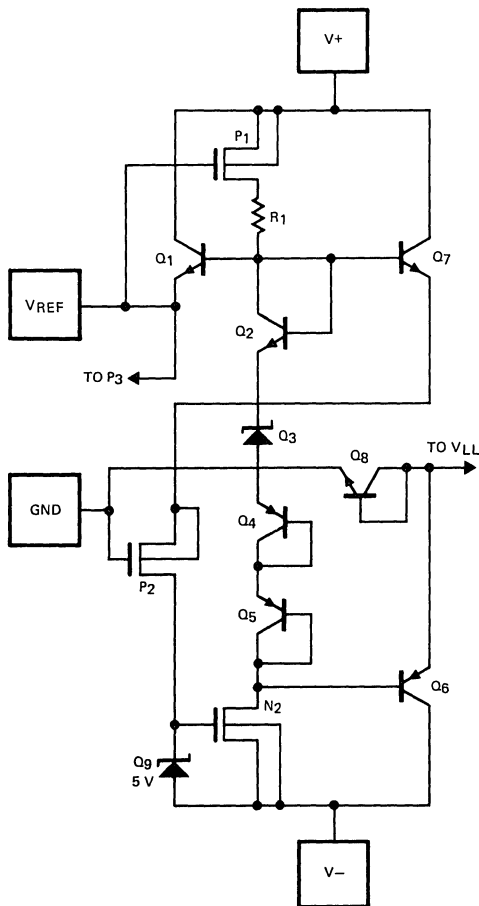 V+
P1
R1
Q1
Q7
VREF
Q2
TO P3
Q3
Q8
TO VLL
GND
Q4
P2
Q5
Q6
N2
Q9
5 V
V−